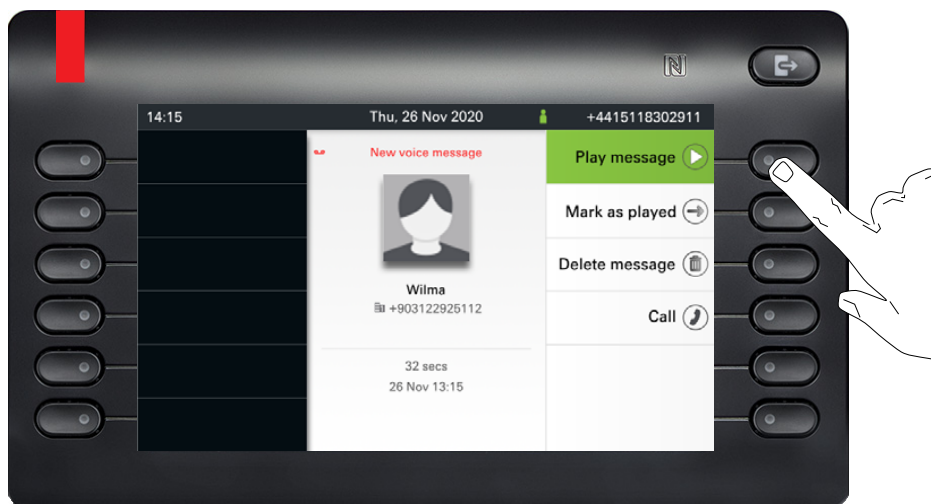 14:15 Thu, 26 Nov 2020 +4415118302911
New voice message
Wilma
+903122925112
32 secs
26 Nov 13:15
Play message
Mark as played
Delete message
Call